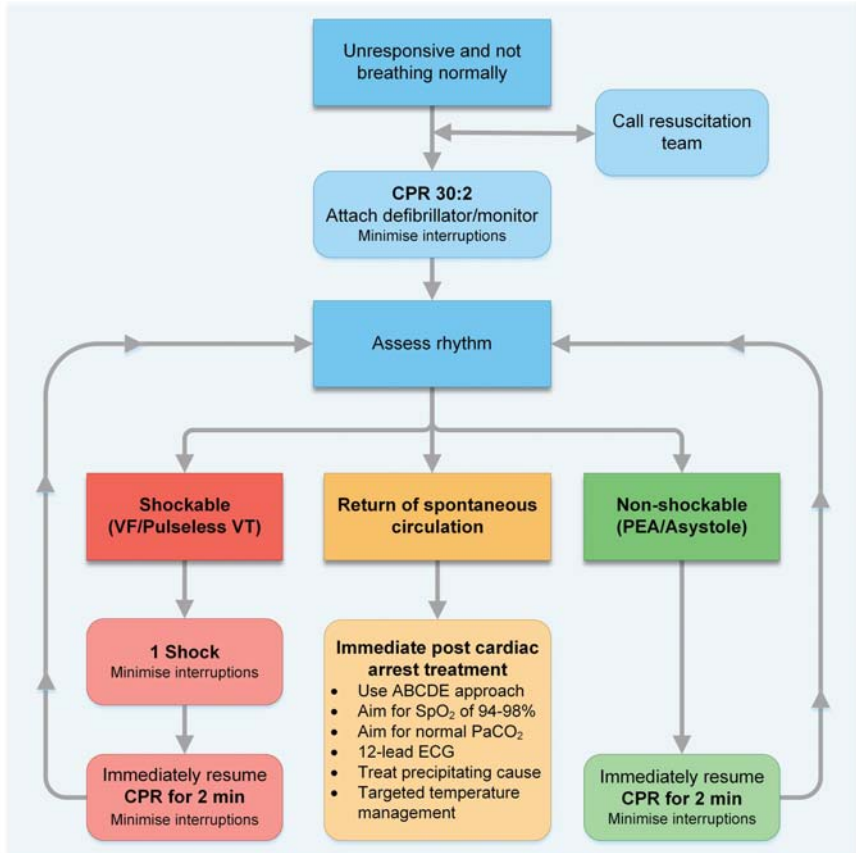 Unresponsive and not
breathing normally
Call resuscitation
team
CPR 30:2
Attach defibrillator/monitor
Minimise interruptions
Assess rhythm
Shockable
(VF/Pulseless VT)
Return of spontaneous
circulation
Non-shockable
(PEA/Asystole)
1 Shock
Minimise interruptions
Immediately resume
CPR for 2 min
Minimise interruptions
Immediate post cardiac
arrest treatment
• Use ABCDE approach
• Aim for SpO₂ of 94-98%
• Aim for normal PaCO₂
• 12-lead ECG
• Treat precipitating cause
• Targeted temperature
management
Immediately resume
CPR for 2 min
Minimise interruptions